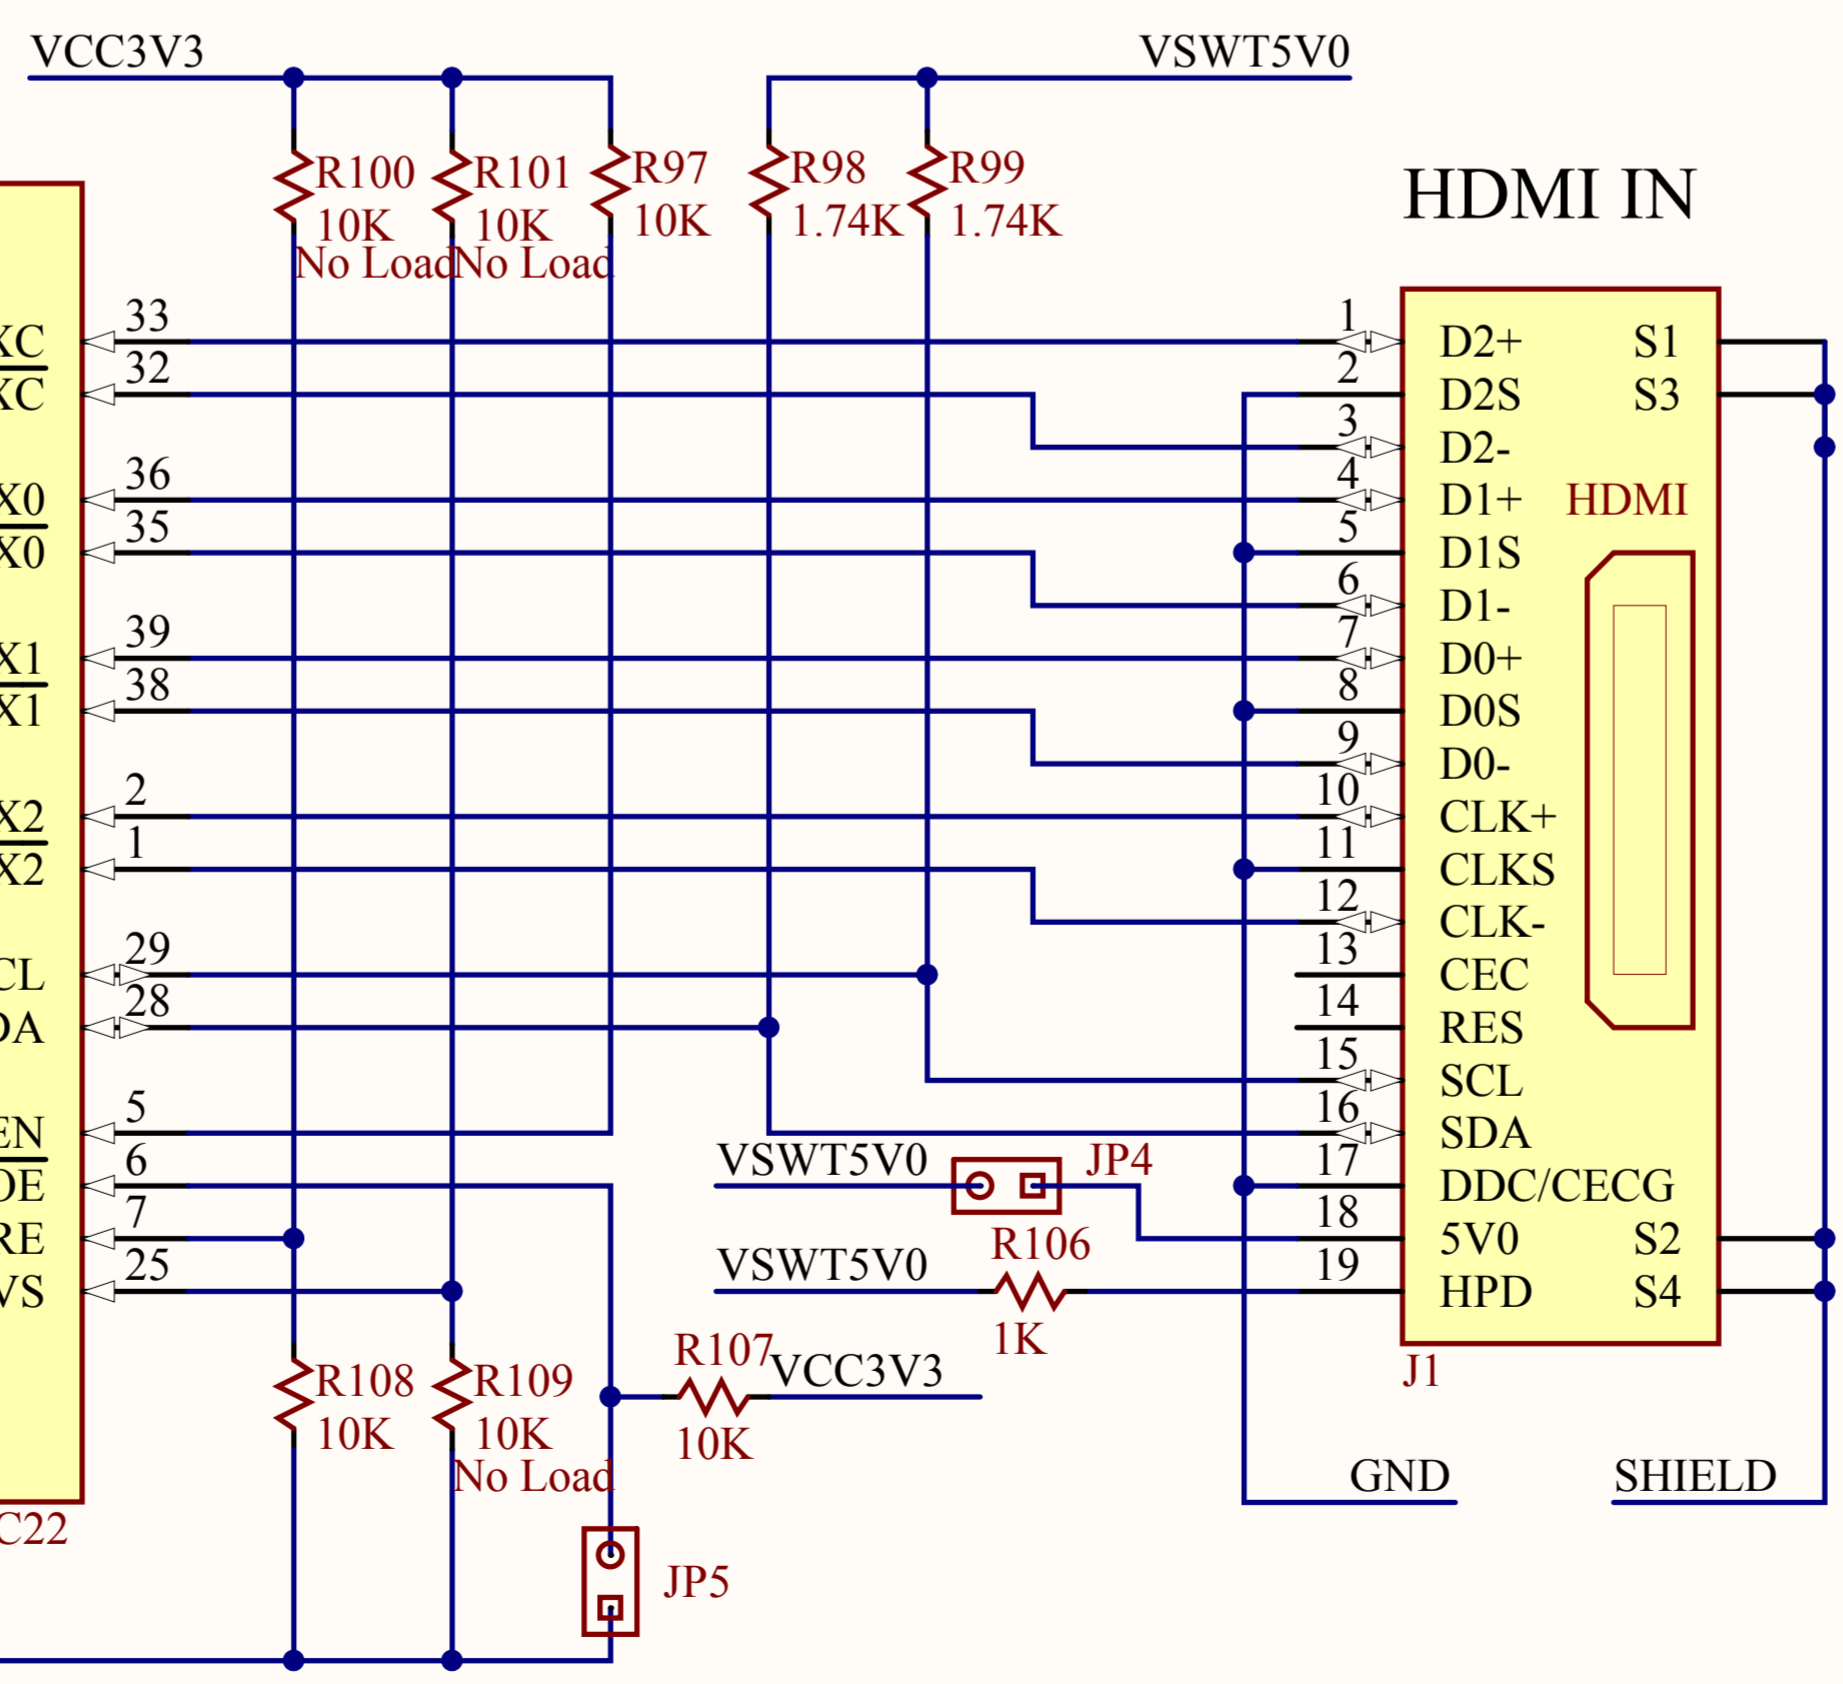 VCC3V3
VSWT5V0
R100
10K
No Load
R101
10K
No Load
R97
10K
R98
1.74K
R99
1.74K
HDMI IN
33
XC
32
XC
36
X0
35
X0
39
X1
38
X1
2
X2
1
X2
29
CL
28
DA
5
EN
6
OE
7
RE
25
VS
C22
1 D2+ S1
2 D2S S3
3 D2-
4 D1+ HDMI
5 D1S
6 D1-
7 D0+
8 D0S
9 D0-
10 CLK+
11 CLKS
12 CLK-
13 CEC
14 RES
15 SCL
16 SDA
17 DDC/CECG
18 5V0 S2
19 HPD S4
J1
VSWT5V0
JP4
VSWT5V0
R106
1K
R107
10K
VCC3V3
R108
10K
R109
10K
No Load
JP5
GND
SHIELD